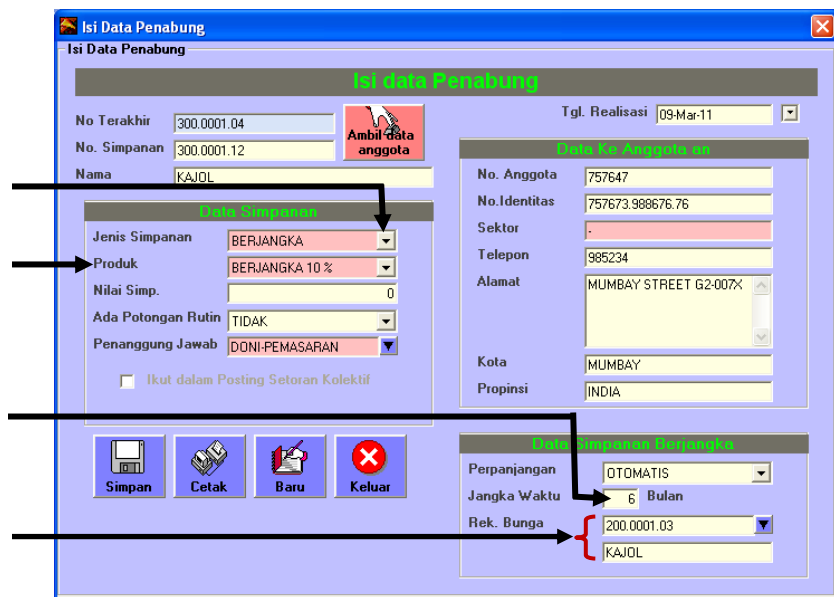 Isi Data Penabung
Isi Data Penabung
Isi data Penabung
No Terakhir 300.0001.04
Ambil data anggota
Tgl. Realisasi 09-Mar-11
No. Simpanan 300.0001.12
Nama KAJOL
Data Simpanan
Jenis Simpanan BERJANGKA
Produk BERJANGKA 10 %
Nilai Simp. 0
Ada Potongan Rutin TIDAK
Penanggung Jawab DONI-PEMASARAN
Ikut dalam Posting Setoran Kolektif
Simpan Cetak Baru Keluar
Data Ke Anggota an
No. Anggota 757647
No.Identitas 757673.988676.76
Sektor -
Telepon 985234
Alamat MUMBAY STREET G2-007X
Kota MUMBAY
Propinsi INDIA
Data Simpanan Berjangka
Perpanjangan OTOMATIS
Jangka Waktu 6 Bulan
Rek. Bunga 200.0001.03
KAJOL